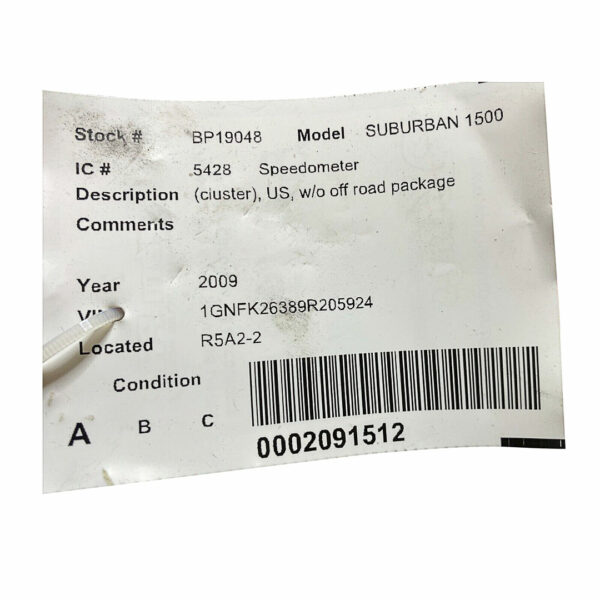 Stock # BP19048 Model SUBURBAN 1500
IC # 5428 Speedometer
Description (cluster), US, w/o off road package
Comments
Year 2009
1GNFK26389R205924
Located R5A2-2
Condition
A B C
0002091512